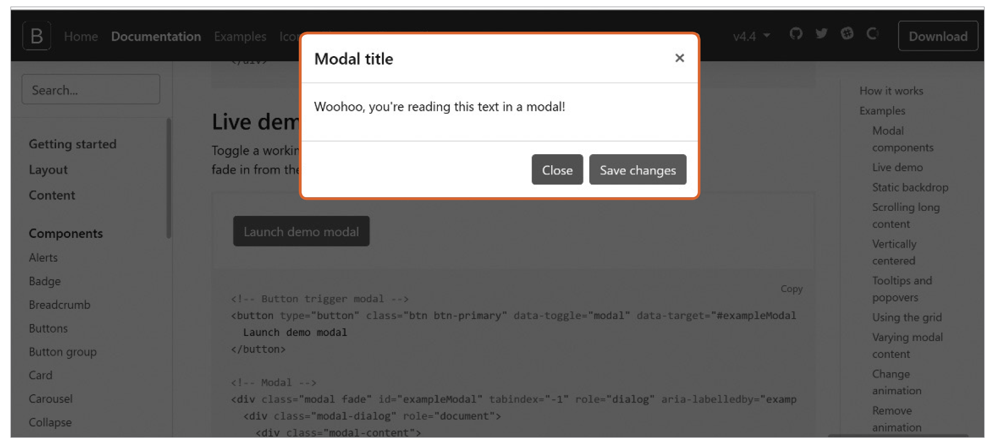 B Home Documentation Examples Icon v4.4 Download
</div>
Search...
Getting started
Layout
Content
Components
Alerts
Badge
Breadcrumb
Buttons
Button group
Card
Carousel
Collapse
Modal title ×
Woohoo, you're reading this text in a modal!
Close Save changes
Live dem
Toggle a workin
fade in from the
Launch demo modal
Copy
<!-- Button trigger modal -->
<button type="button" class="btn btn-primary" data-toggle="modal" data-target="#exampleModal
Launch demo modal
</button>
<!-- Modal -->
<div class="modal fade" id="exampleModal" tabindex="-1" role="dialog" aria-labelledby="examp
<div class="modal-dialog" role="document">
<div class="modal-content">
How it works
Examples
Modal
components
Live demo
Static backdrop
Scrolling long
content
Vertically
centered
Tooltips and
popovers
Using the grid
Varying modal
content
Change
animation
Remove
animation